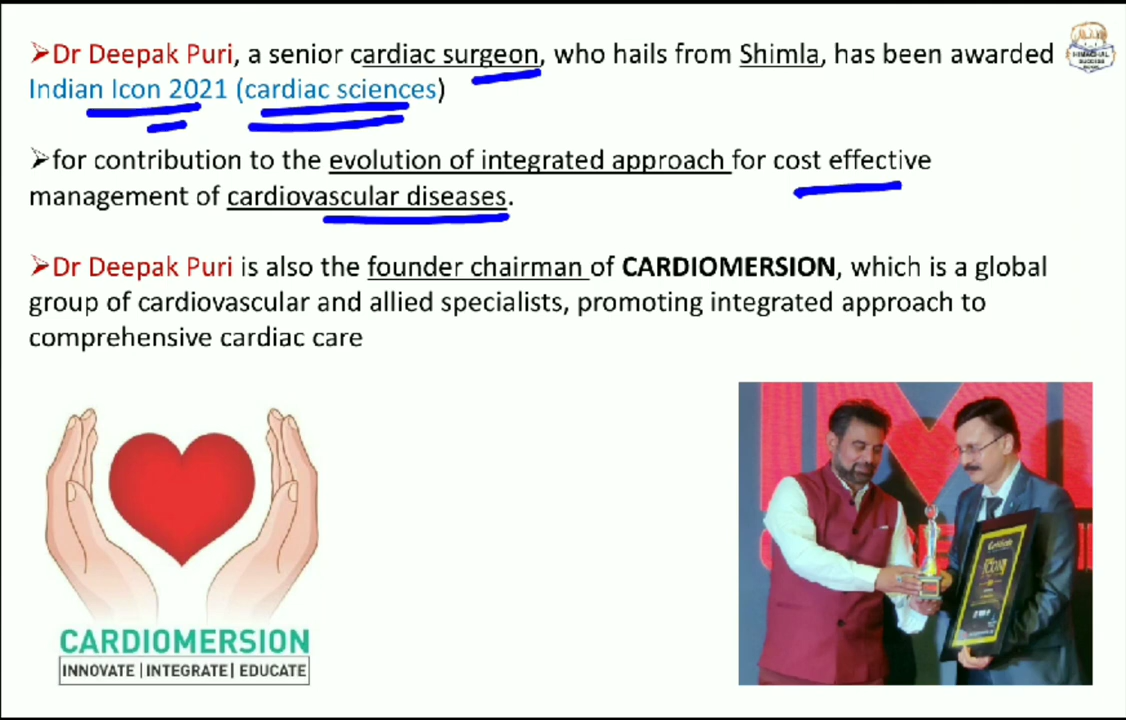 ➢Dr Deepak Puri, a senior cardiac surgeon, who hails from Shimla, has been awarded
Indian Icon 2021 (cardiac sciences)
➢for contribution to the evolution of integrated approach for cost effective
management of cardiovascular diseases.
➢Dr Deepak Puri is also the founder chairman of CARDIOMERSION, which is a global
group of cardiovascular and allied specialists, promoting integrated approach to
comprehensive cardiac care
CARDIOMERSION
INNOVATE | INTEGRATE | EDUCATE